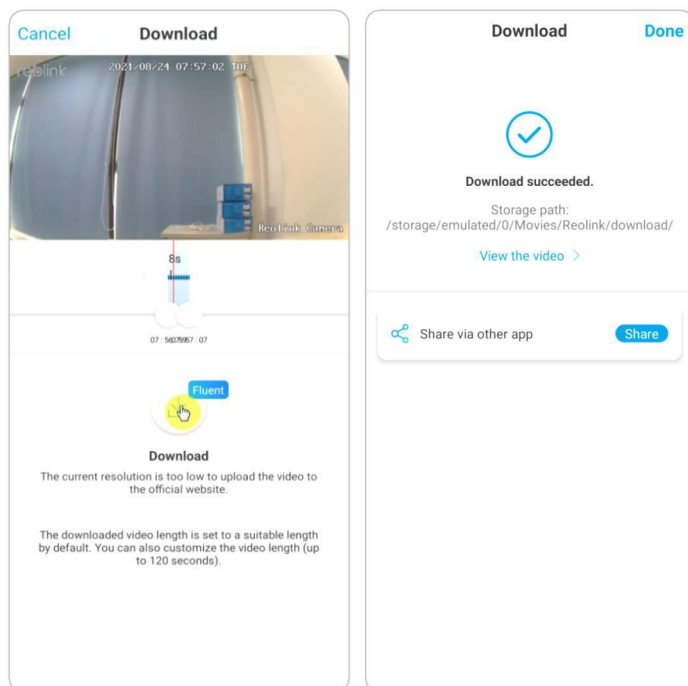 Cancel
Download
reolink
2021/08/24 07:57:02 TUE
Reolink Camera
8s
Fluent
Download
The current resolution is too low to upload the video to
the official website.
The downloaded video length is set to a suitable length
by default. You can also customize the video length (up
to 120 seconds).
Download
Done
Download succeeded.
Storage path:
/storage/emulated/0/Movies/Reolink/download/
View the video >
Share via other app
Share